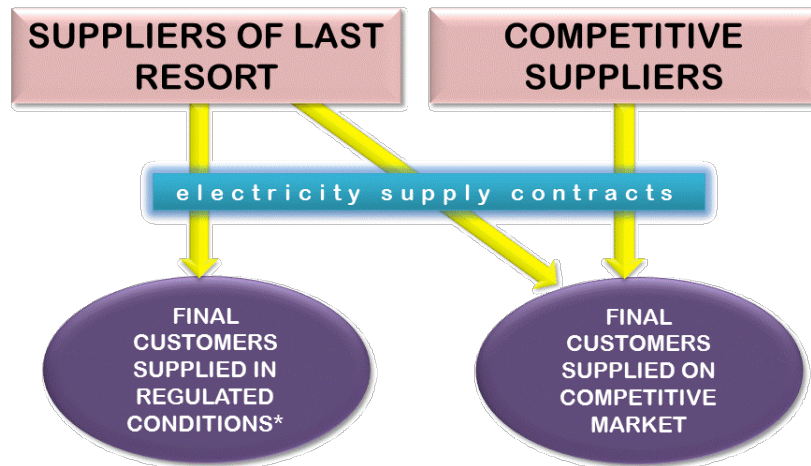 SUPPLIERS OF LAST
RESORT
COMPETITIVE
SUPPLIERS
electricity supply contracts
FINAL
CUSTOMERS
SUPPLIED IN
REGULATED
CONDITIONS*
FINAL
CUSTOMERS
SUPPLIED ON
COMPETITIVE
MARKET